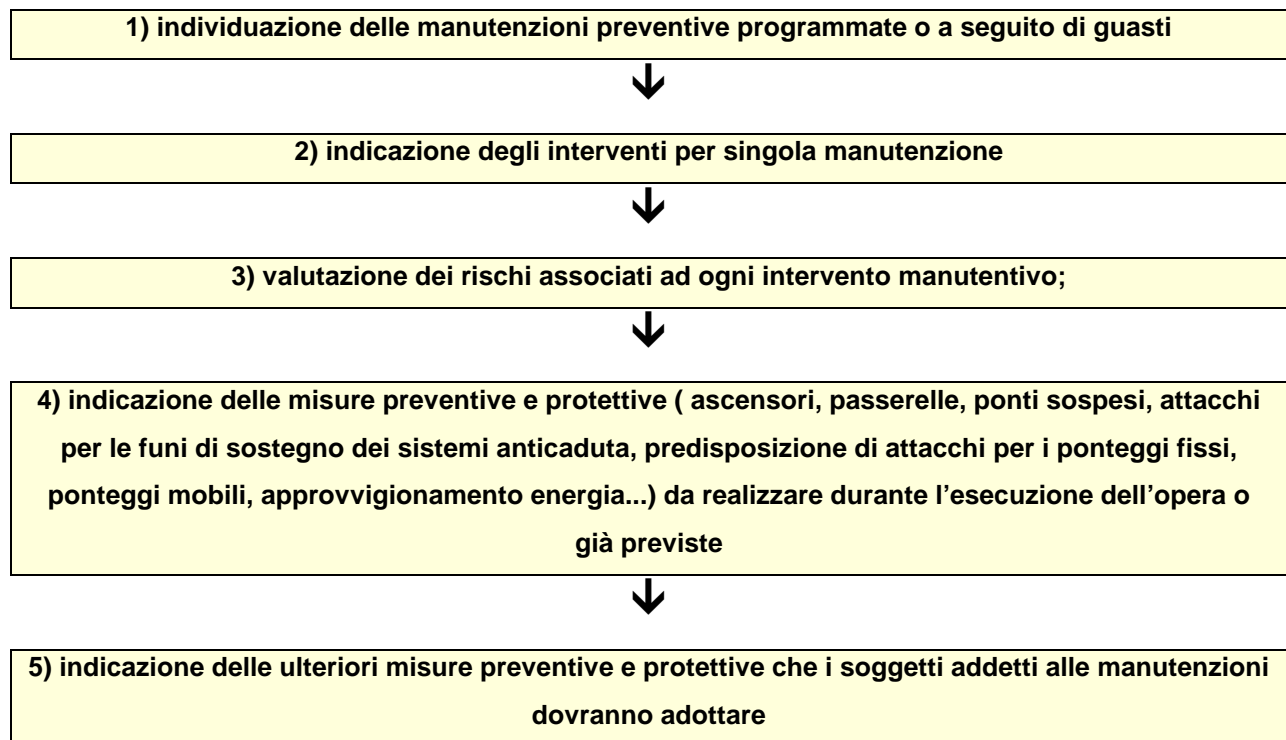 1) individuazione delle manutenzioni preventive programmate o a seguito di guasti
2) indicazione degli interventi per singola manutenzione
3) valutazione dei rischi associati ad ogni intervento manutentivo;
4) indicazione delle misure preventive e protettive ( ascensori, passerelle, ponti sospesi, attacchi
per le funi di sostegno dei sistemi anticaduta, predisposizione di attacchi per i ponteggi fissi,
ponteggi mobili, approvvigionamento energia...) da realizzare durante l’esecuzione dell’opera o
già previste
5) indicazione delle ulteriori misure preventive e protettive che i soggetti addetti alle manutenzioni
dovranno adottare